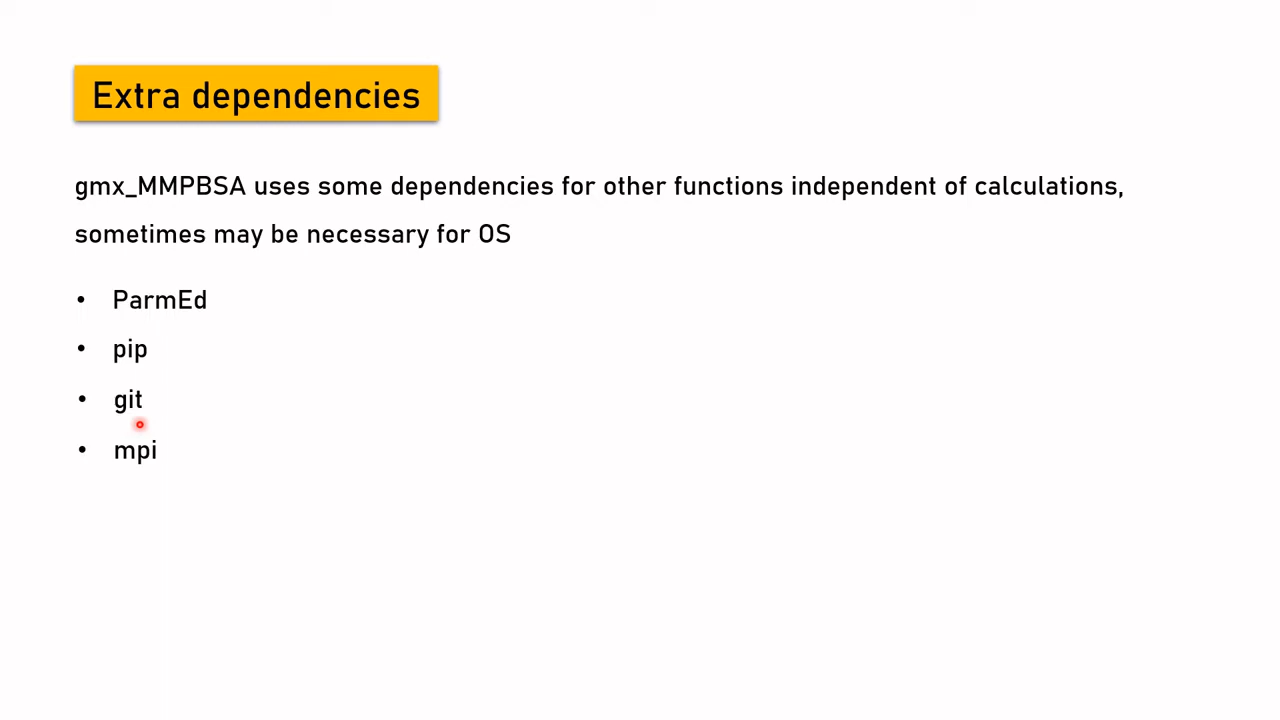 Extra dependencies
gmx_MMPBSA uses some dependencies for other functions independent of calculations,
sometimes may be necessary for OS
• ParmEd
• pip
• git
• mpi